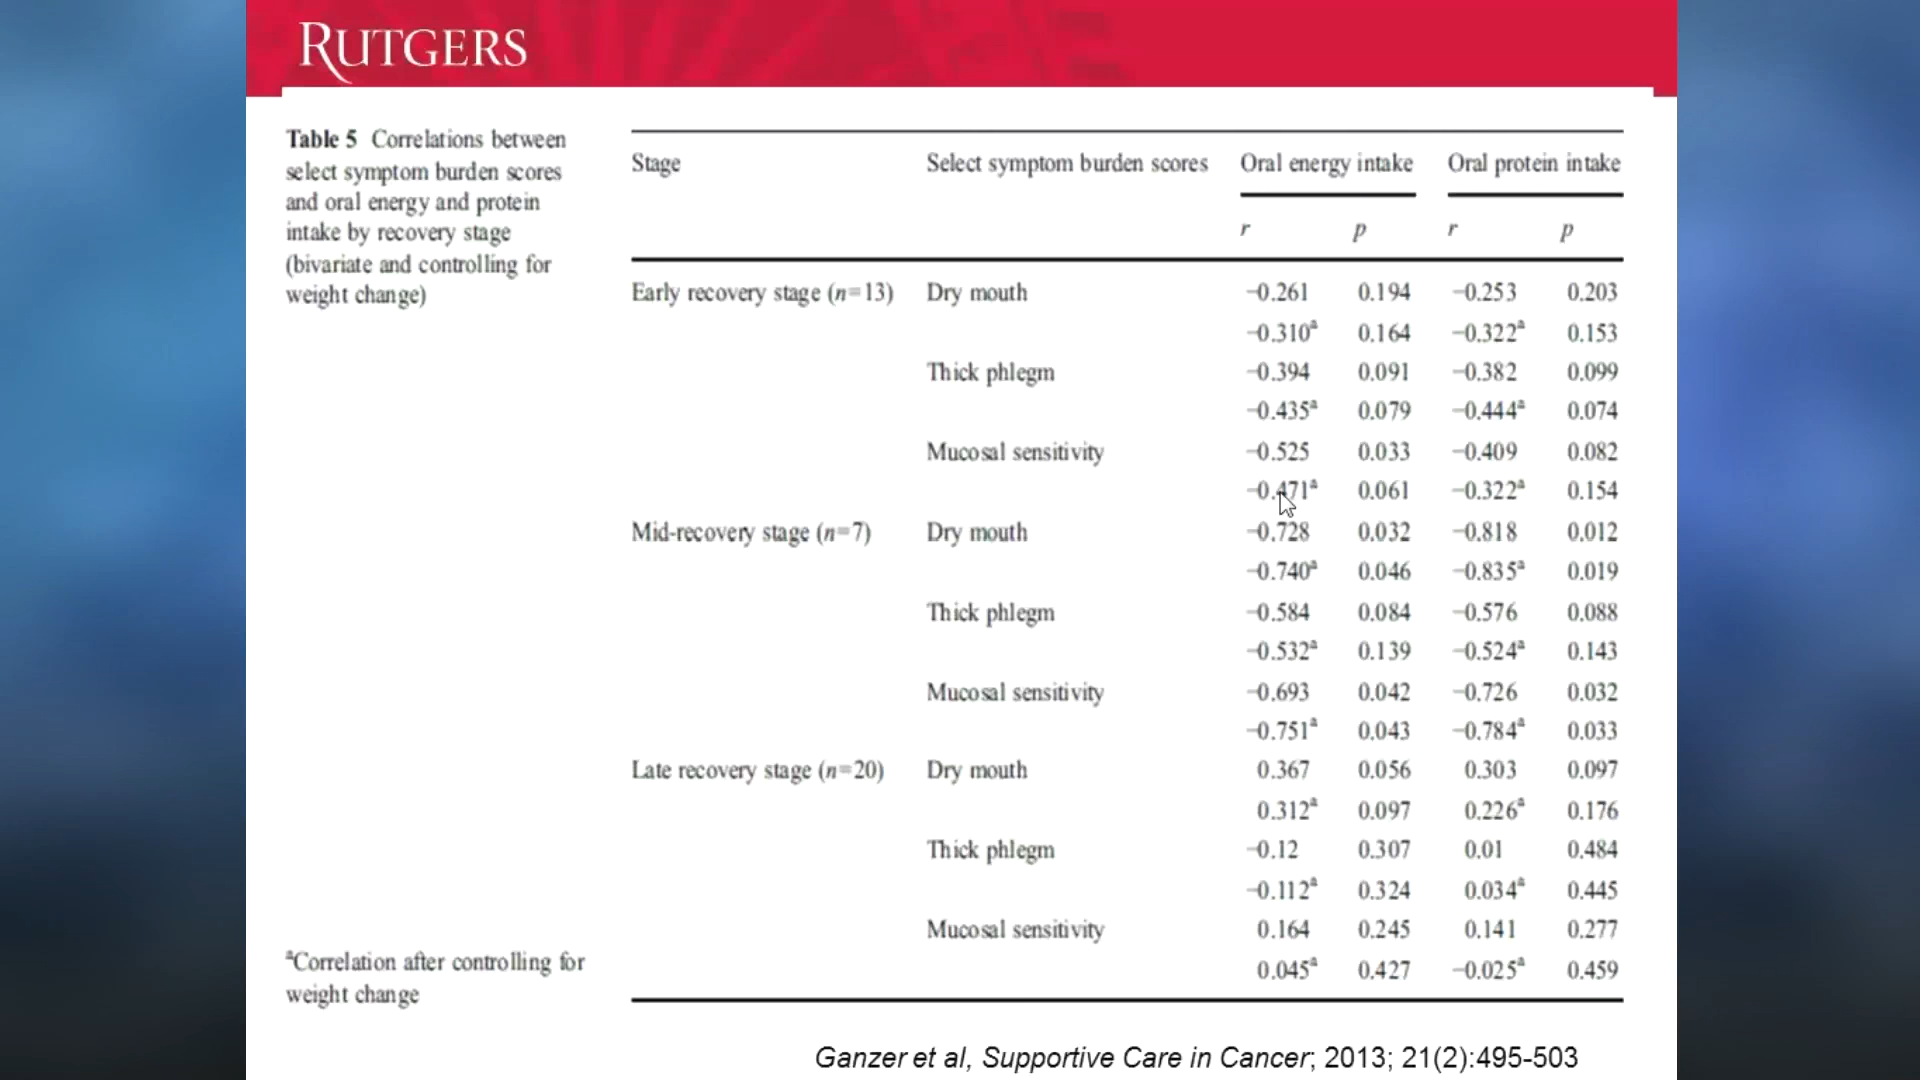 RUTGERS
Table 5 Correlations between
select symptom burden scores
and oral energy and protein
intake by recovery stage
(bivariate and controlling for
weight change)
Stage Select symptom burden scores Oral energy intake Oral protein intake
r p r p
Early recovery stage (n=13) Dry mouth −0.261 0.194 −0.253 0.203
−0.310ª 0.164 −0.322ª 0.153
Thick phlegm −0.394 0.091 −0.382 0.099
−0.435ª 0.079 −0.444ª 0.074
Mucosal sensitivity −0.525 0.033 −0.409 0.082
−0.471ª 0.061 −0.322ª 0.154
Mid-recovery stage (n=7) Dry mouth −0.728 0.032 −0.818 0.012
−0.740ª 0.046 −0.835ª 0.019
Thick phlegm −0.584 0.084 −0.576 0.088
−0.532ª 0.139 −0.524ª 0.143
Mucosal sensitivity −0.693 0.042 −0.726 0.032
−0.751ª 0.043 −0.784ª 0.033
Late recovery stage (n=20) Dry mouth 0.367 0.056 0.303 0.097
0.312ª 0.097 0.226ª 0.176
Thick phlegm −0.12 0.307 0.01 0.484
−0.112ª 0.324 0.034ª 0.445
Mucosal sensitivity 0.164 0.245 0.141 0.277
0.045ª 0.427 −0.025ª 0.459
ªCorrelation after controlling for
weight change
Ganzer et al, Supportive Care in Cancer; 2013; 21(2):495-503